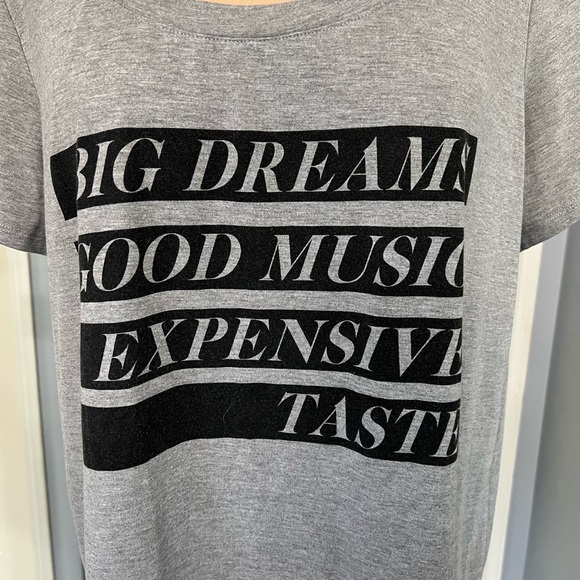 BIG DREAMS
GOOD MUSIC
EXPENSIVE
TASTE